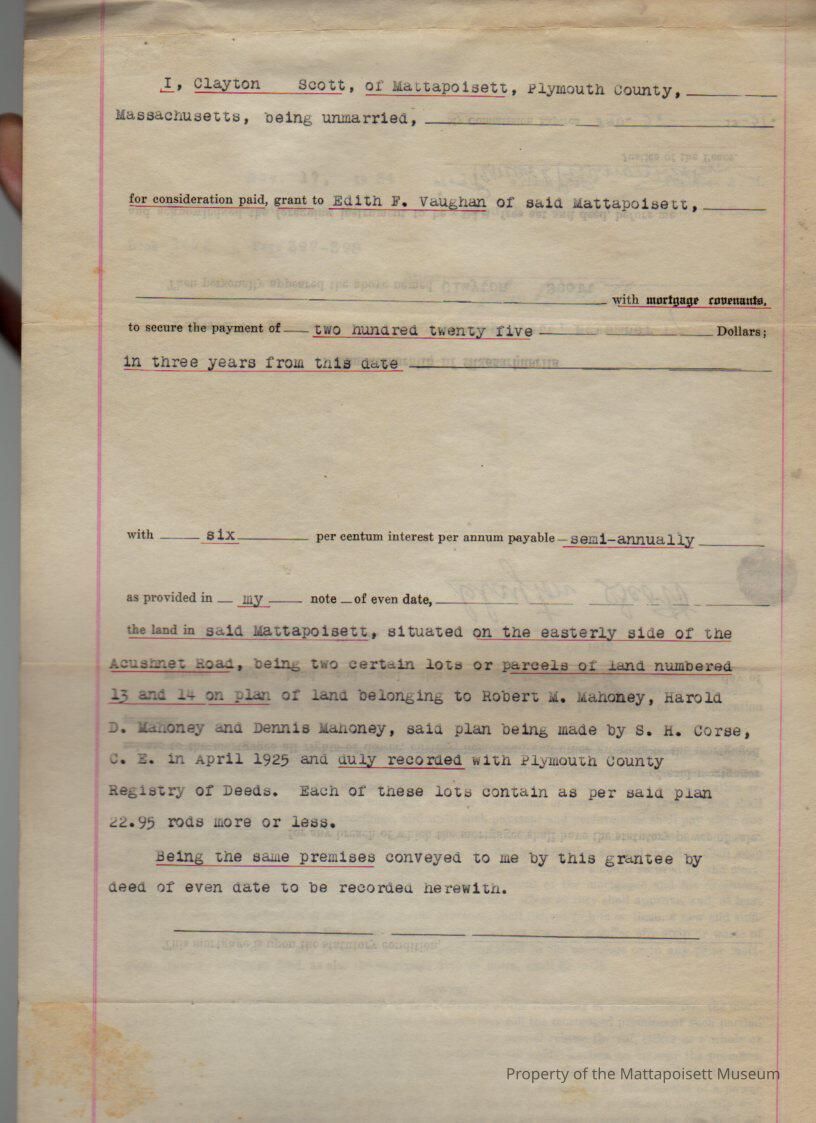 I, Clayton Scott, of Mattapoisett, Plymouth County,
Massachusetts, being unmarried,
for consideration paid, grant to Edith F. Vaughan of said Mattapoisett,
with mortgage covenants,
to secure the payment of two hundred twenty five Dollars;
in three years from this date
with six per centum interest per annum payable semi-annually
as provided in my note of even date,
the land in said Mattapoisett, situated on the easterly side of the
Acushnet Road, being two certain lots or parcels of land numbered
13 and 14 on plan of land belonging to Robert M. Mahoney, Harold
D. Mahoney and Dennis Mahoney, said plan being made by S. H. Corse,
C. E. in April 1925 and duly recorded with Plymouth County
Registry of Deeds. Each of these lots contain as per said plan
22.95 rods more or less.
Being the same premises conveyed to me by this grantee by
deed of even date to be recorded herewith.
Property of the Mattapoisett Museum